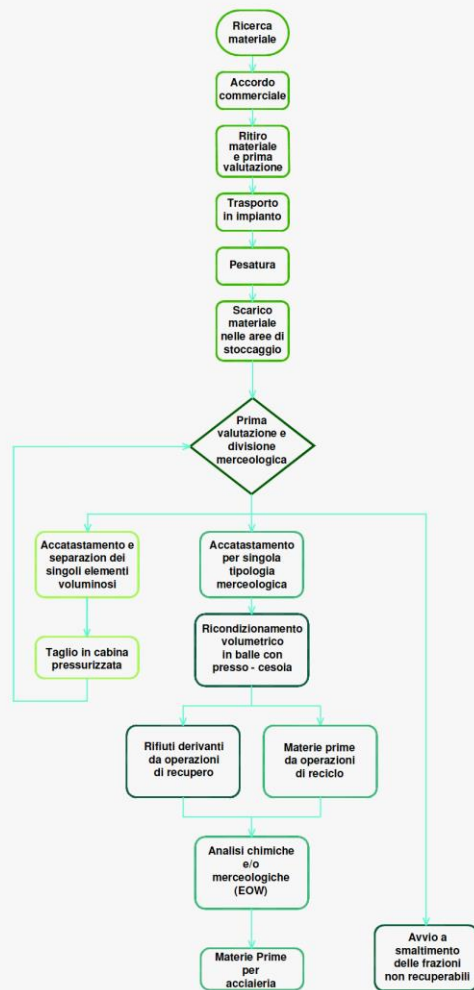 Ricerca
materiale
Accordo
commerciale
Ritiro
materiale
e prima
valutazione
Trasporto
in impianto
Pesatura
Scarico
materiale
nelle aree di
stoccaggio
Prima
valutazione e
divisione
merceologica
Accatastamento e
separazion dei
singoli elementi
voluminosi
Taglio in cabina
pressurizzata
Accatastamento
per singola
tipologia
merceologica
Ricondizionamento
volumetrico
in balle con
presso - cesoia
Rifiuti derivanti
da operazioni
di recupero
Materie prime
da operazioni
di reciclo
Analisi chimiche
e/o
merceologiche
(EOW)
Materie Prime
per
acciaieria
Avvio a
smaltimento
delle frazioni
non recuperabili